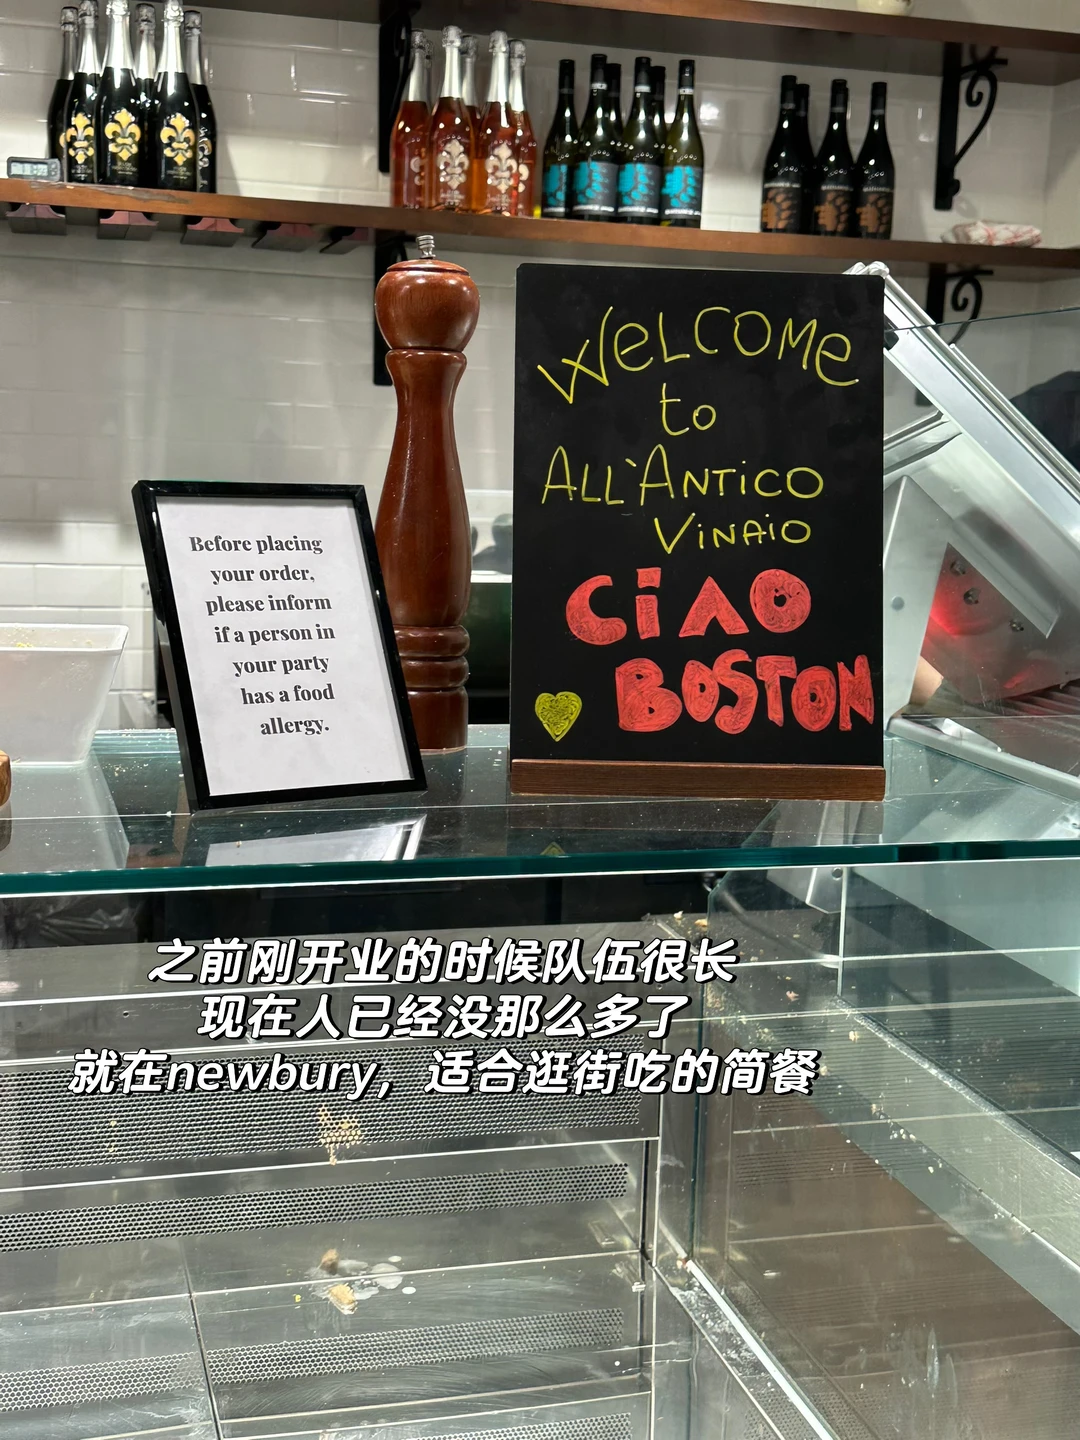 WELCOME
to
ALL'ANTICO
VINAIO
CIAO
BOSTON
Before placing
your order,
please inform
if a person in
your party
has a food
allergy.
之前刚开业的时候队伍很长
现在人已经没那么多了
就在newbury，适合逛街吃的简餐